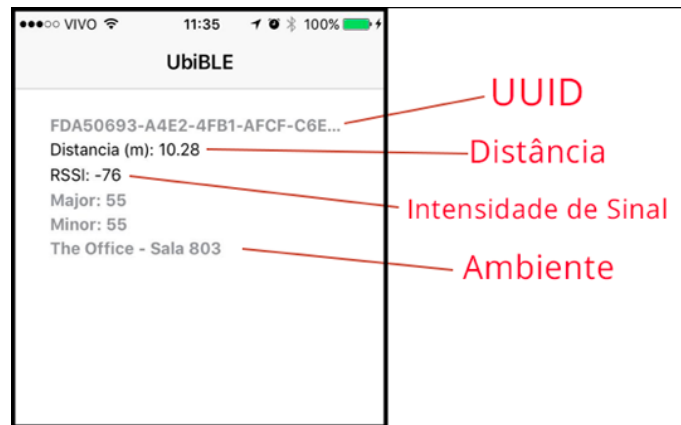 ●●●○○ VIVO 11:35 100%
UbiBLE
FDA50693-A4E2-4FB1-AFCF-C6E...
UUID
Distancia (m): 10.28
Distância
RSSI: -76
Intensidade de Sinal
Major: 55
Minor: 55
The Office - Sala 803
Ambiente